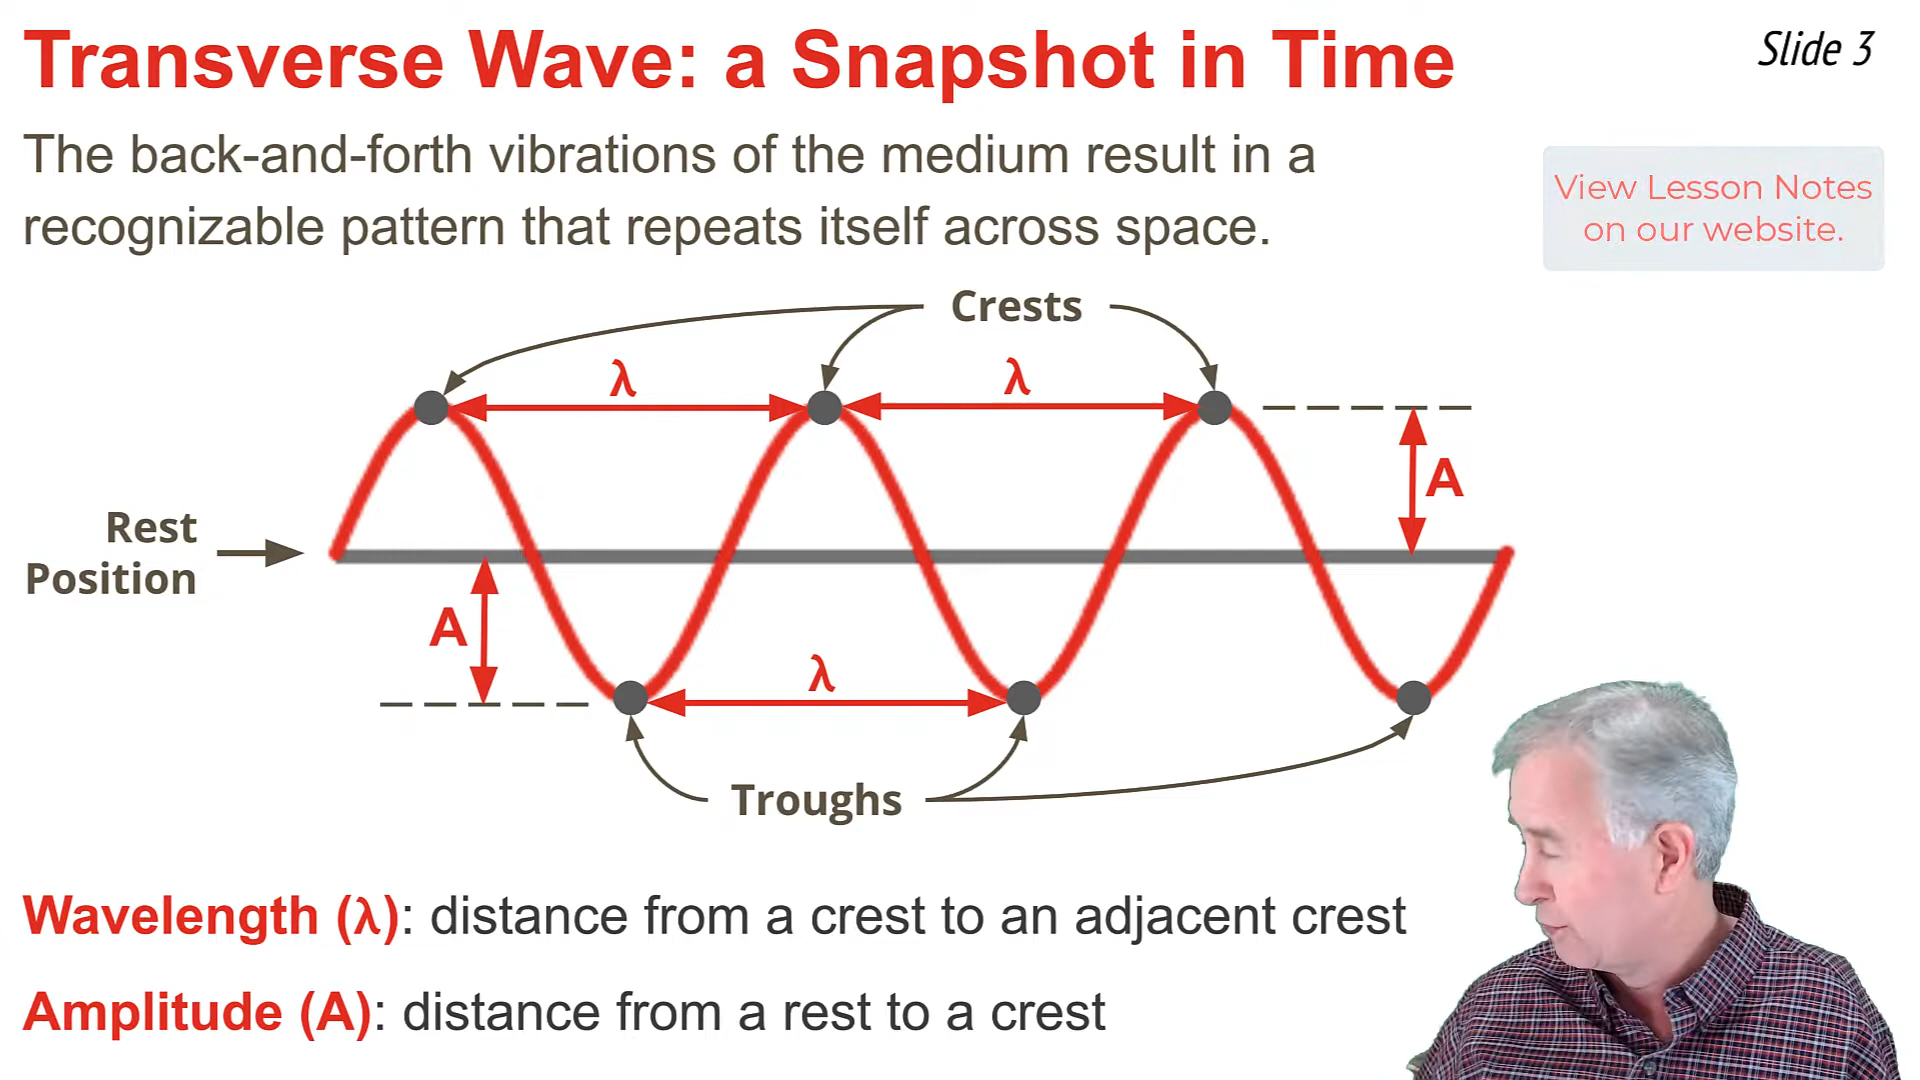 Transverse Wave: a Snapshot in Time
Slide 3
The back-and-forth vibrations of the medium result in a
recognizable pattern that repeats itself across space.
View Lesson Notes
on our website.
Crests
λ
λ
A
Rest
Position
A
λ
Troughs
Wavelength (λ): distance from a crest to an adjacent crest
Amplitude (A): distance from a rest to a crest